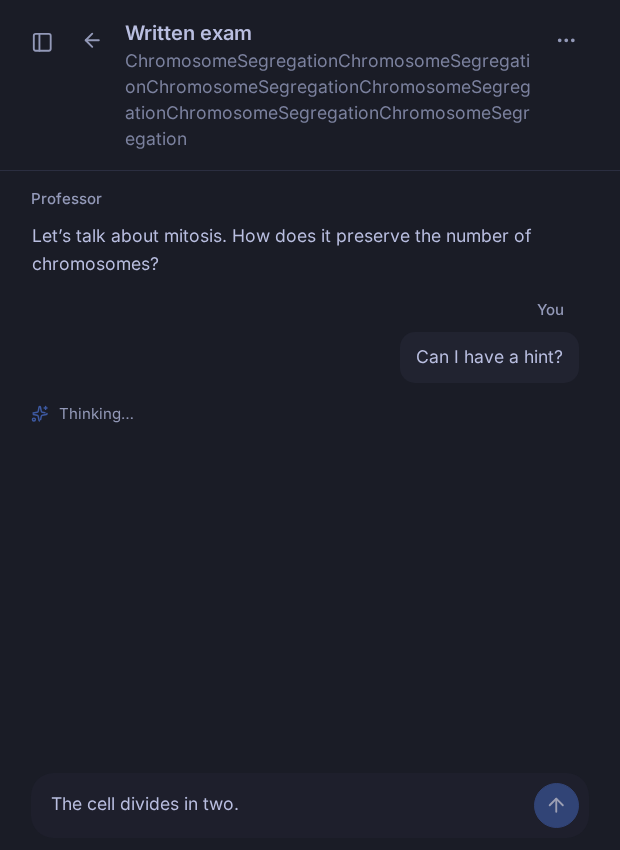 Written exam
ChromosomeSegregationChromosomeSegregati
onChromosomeSegregationChromosomeSegreg
ationChromosomeSegregationChromosomeSegr
egation
Professor
Let’s talk about mitosis. How does it preserve the number of
chromosomes?
You
Can I have a hint?
Thinking...
The cell divides in two.